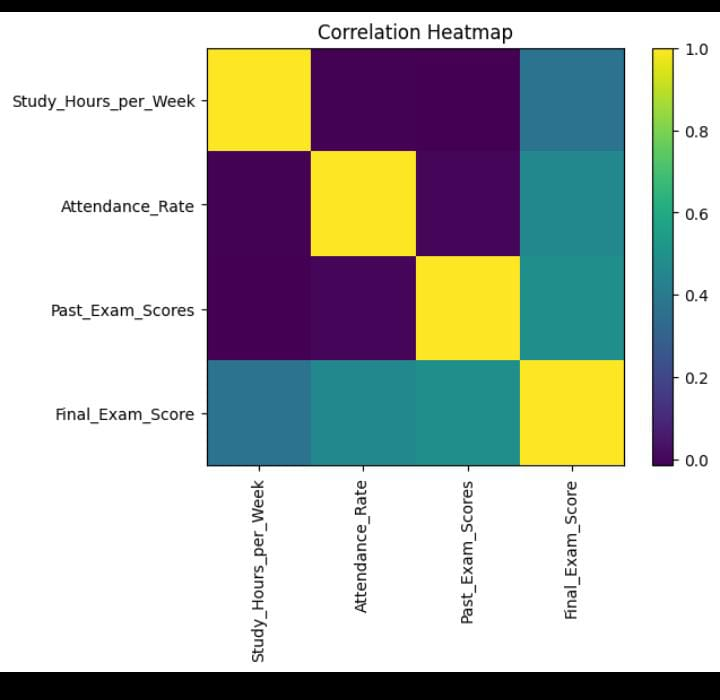 Correlation Heatmap
Study_Hours_per_Week
Attendance_Rate
Past_Exam_Scores
Final_Exam_Score
Study_Hours_per_Week
Attendance_Rate
Past_Exam_Scores
Final_Exam_Score
1.0
0.8
0.6
0.4
0.2
0.0